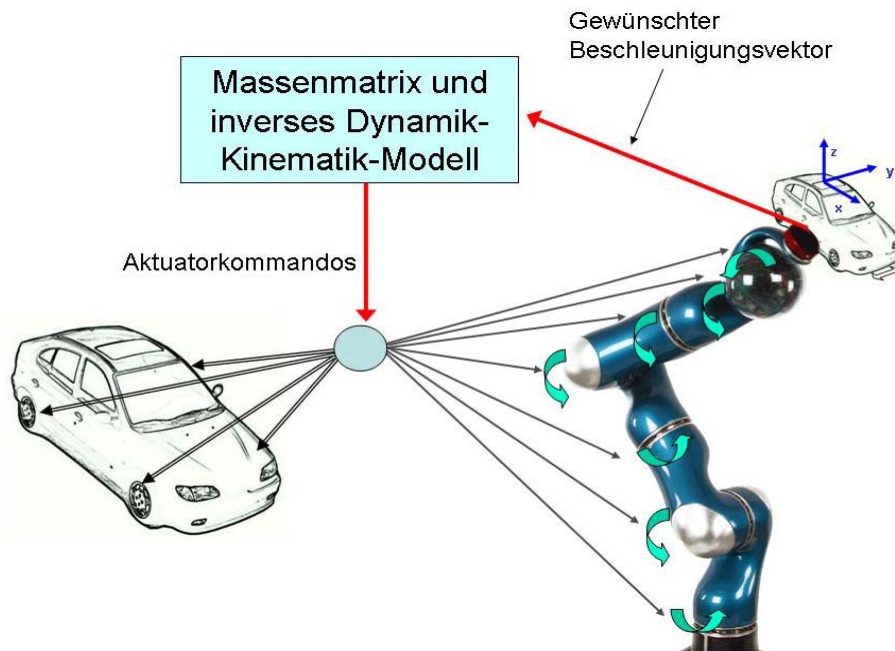 Gewünschter
Beschleunigungsvektor
Massenmatrix und
inverses Dynamik-
Kinematik-Modell
z
y
x
Aktuatorkommandos